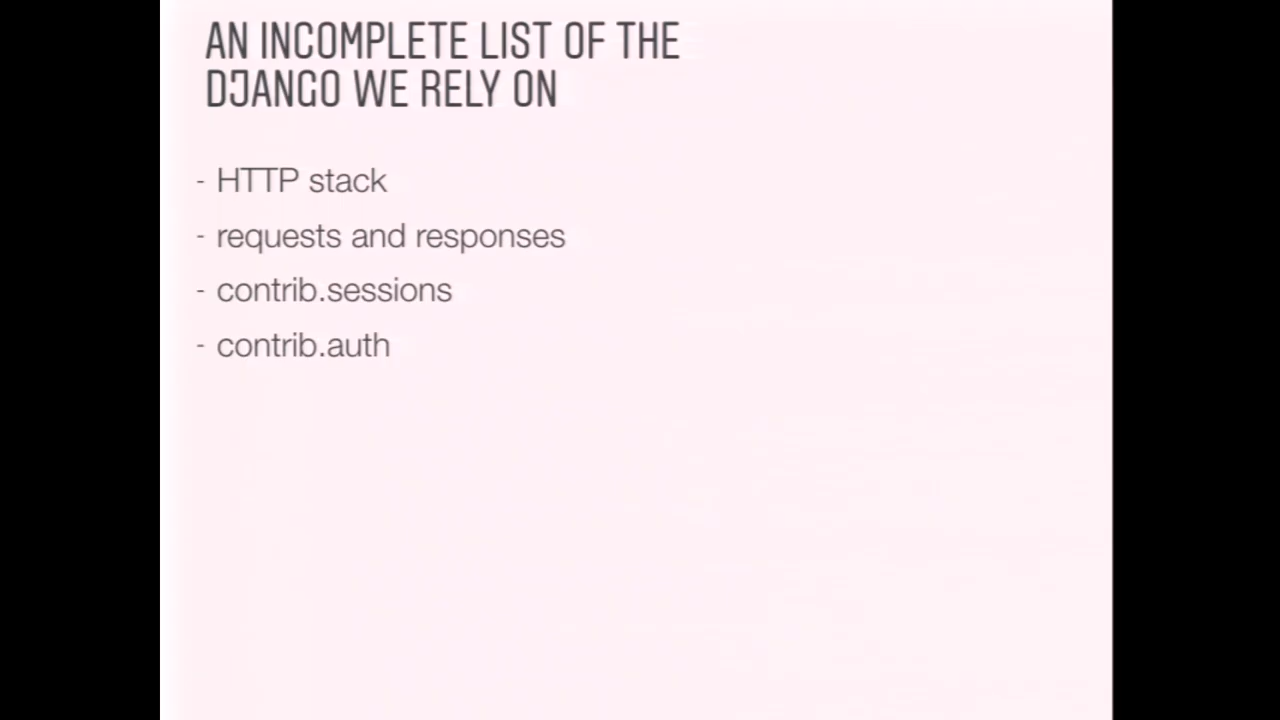 AN INCOMPLETE LIST OF THE
DJANGO WE RELY ON
- HTTP stack
- requests and responses
- contrib.sessions
- contrib.auth